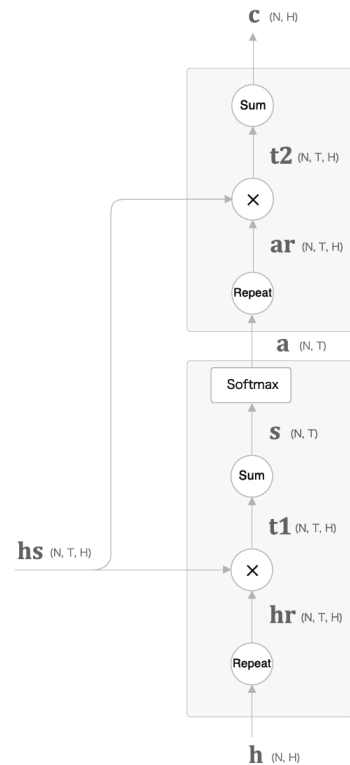 c (N, H)
Sum
t2 (N, T, H)
×
ar (N, T, H)
Repeat
a (N, T)
Softmax
s (N, T)
Sum
t1 (N, T, H)
hs (N, T, H)
×
hr (N, T, H)
Repeat
h (N, H)